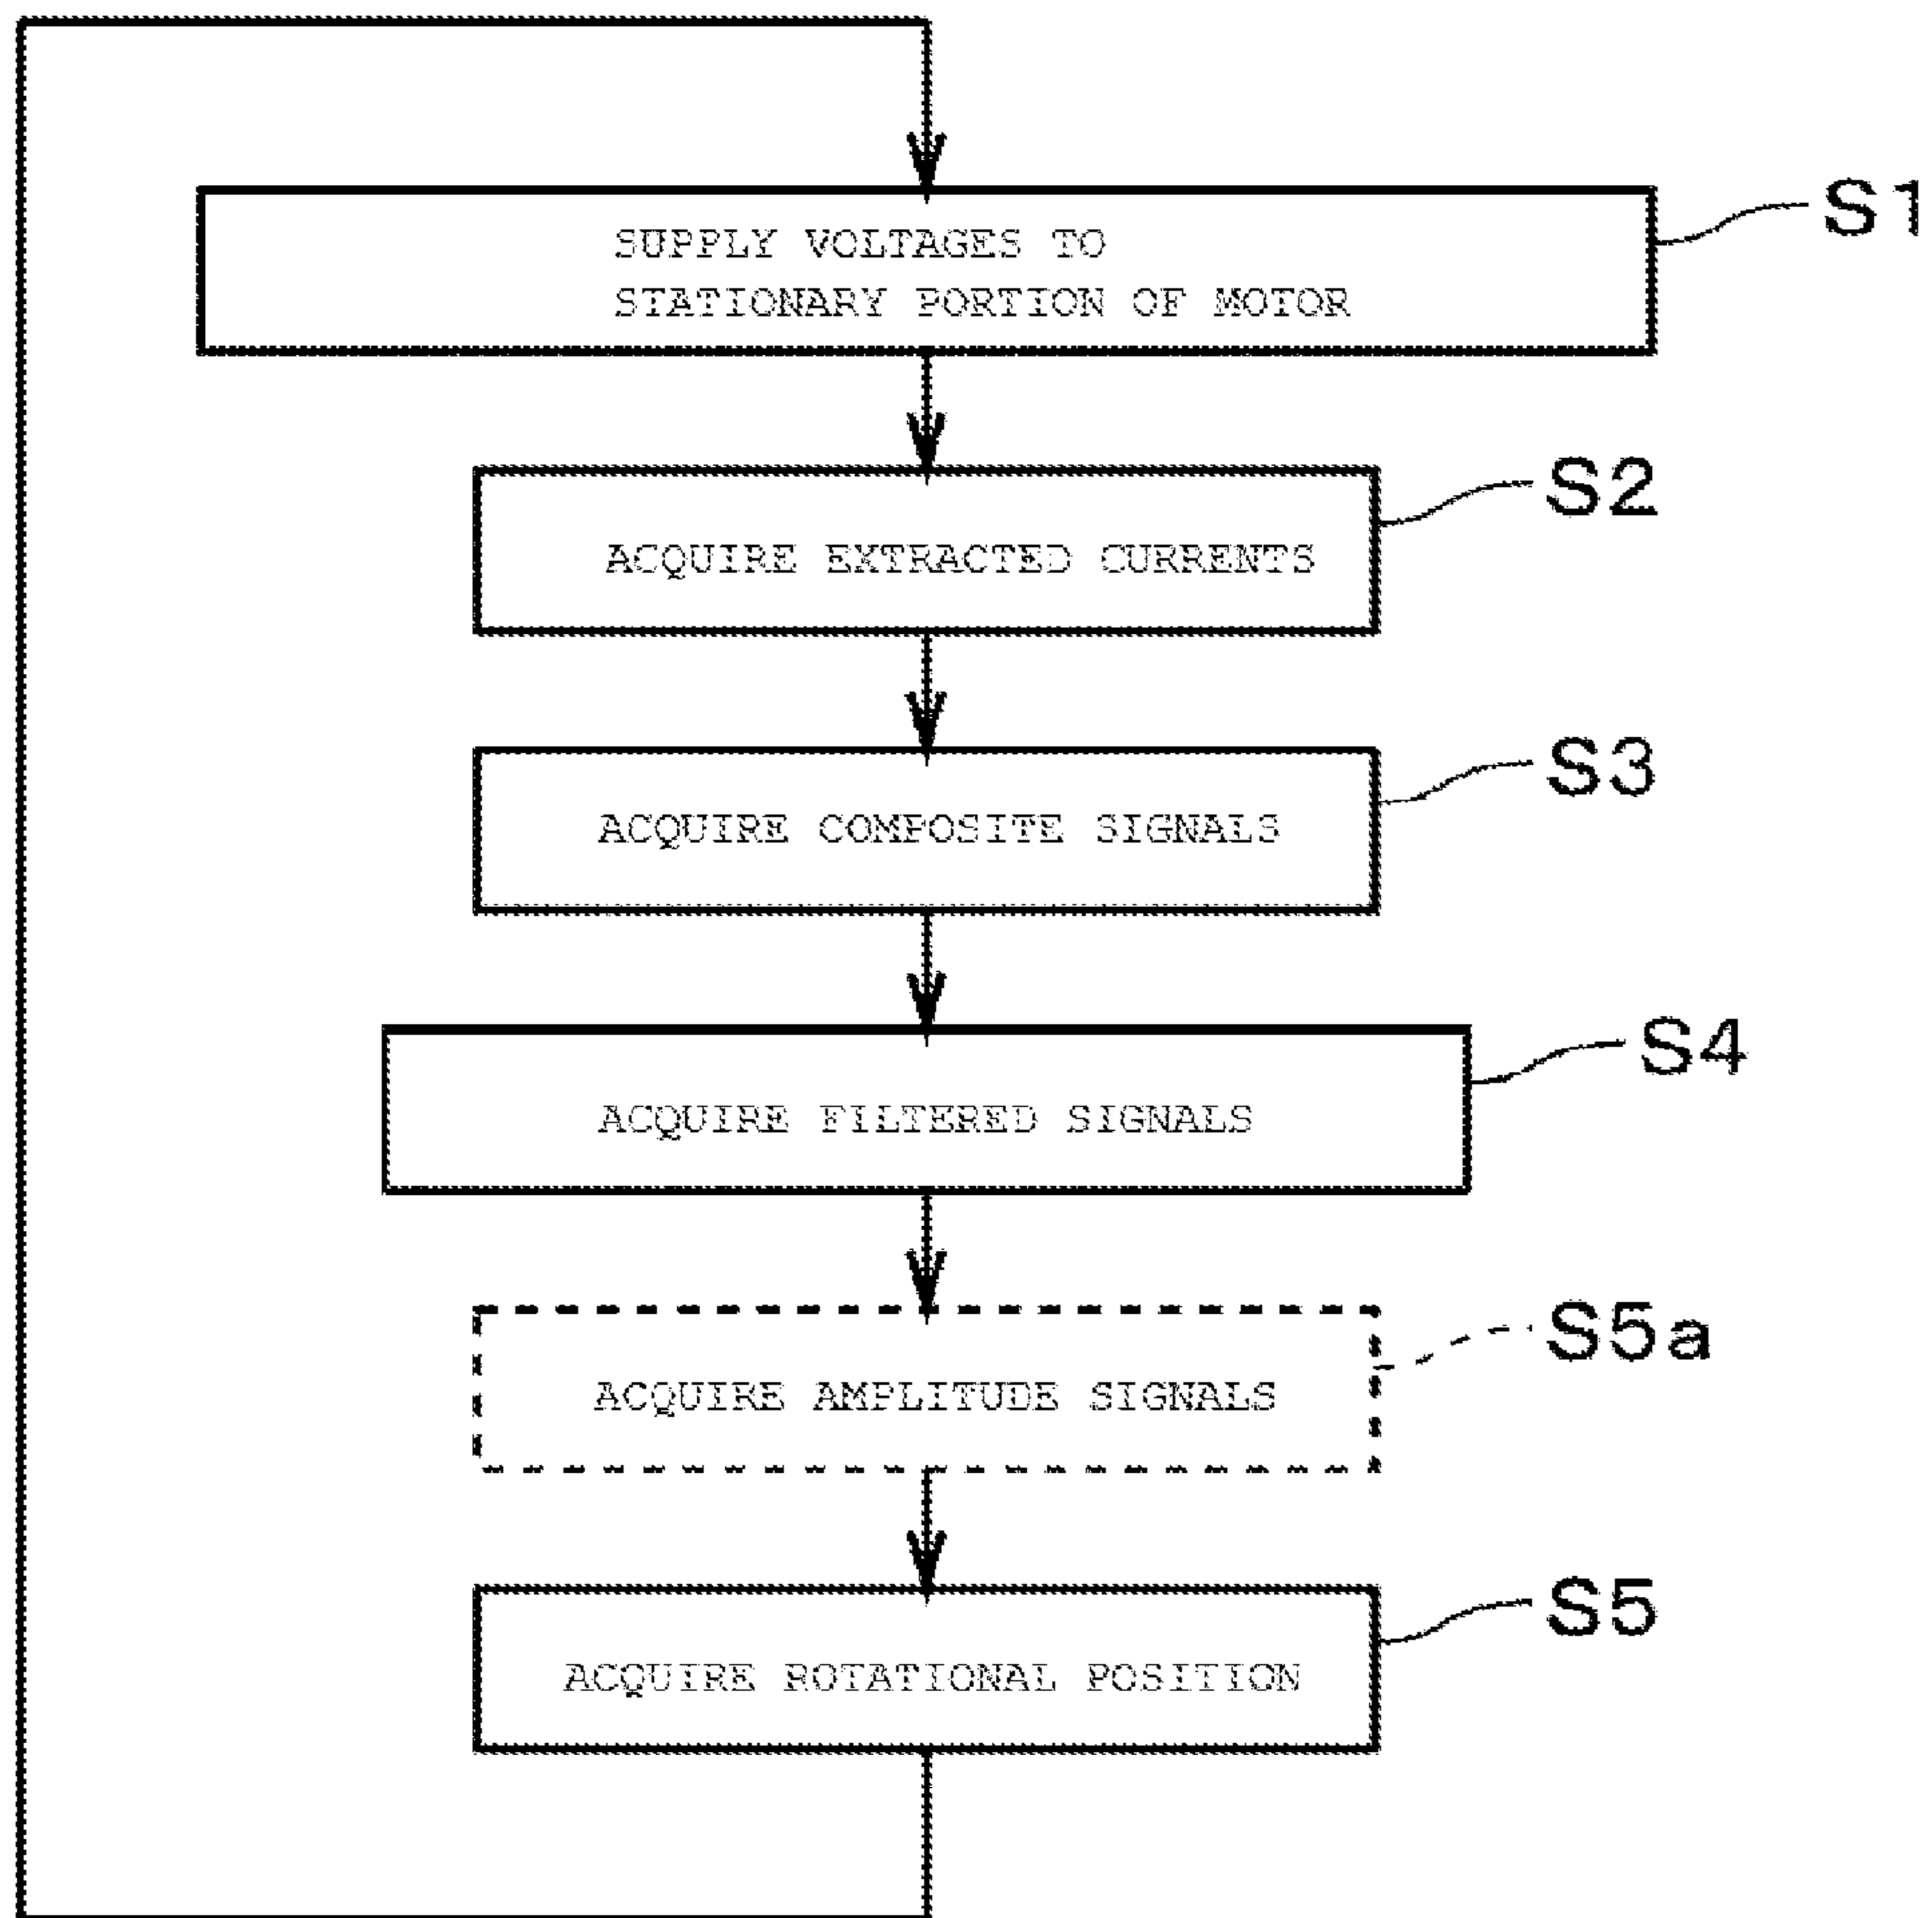 SUPPLY VOLTAGES TO
STATIONARY PORTION OF MOTOR
S1
ACQUIRE EXTRACTED CURRENTS
S2
ACQUIRE COMPOSITE SIGNALS
S3
ACQUIRE FILTERED SIGNALS
S4
ACQUIRE AMPLITUDE SIGNALS
S5a
ACQUIRE ROTATIONAL POSITION
S5